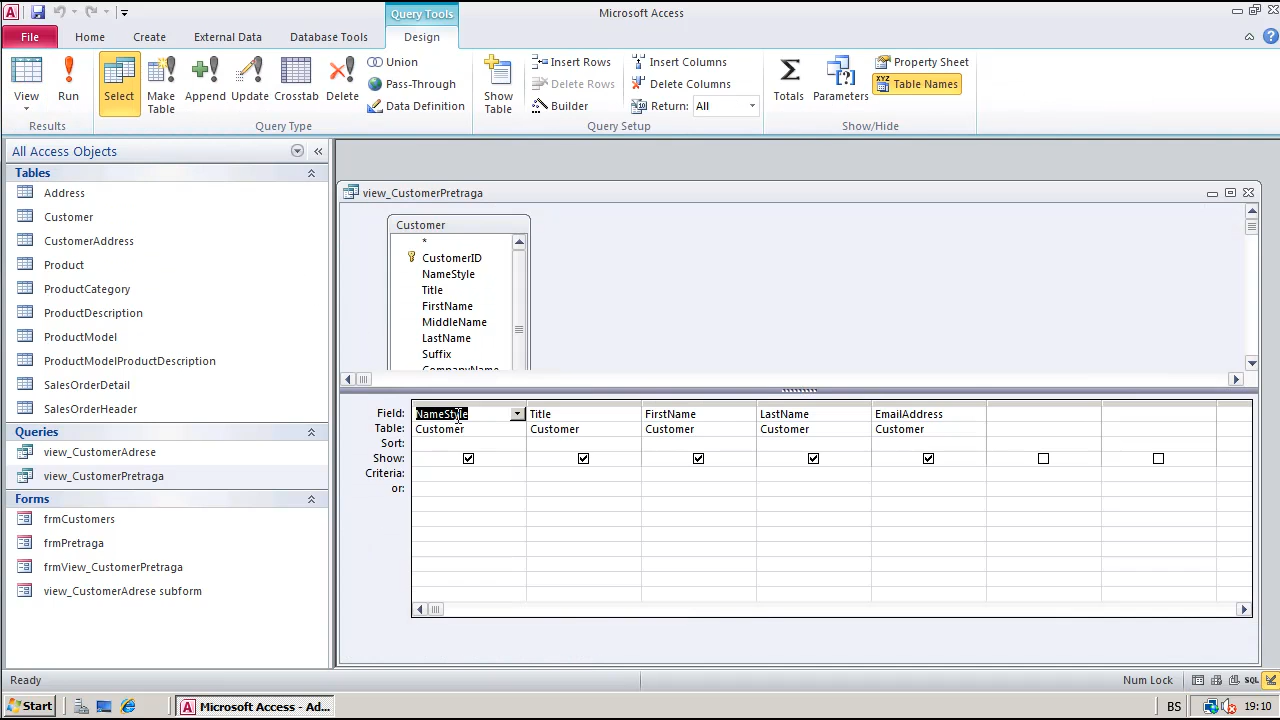 Query Tools
Microsoft Access
File
Home
Create
External Data
Database Tools
Design
View
Run
Select
Make Table
Append
Update
Crosstab
Delete
Union
Pass-Through
Data Definition
Show Table
Insert Rows
Delete Rows
Builder
Insert Columns
Delete Columns
Return: All
Totals
Parameters
Property Sheet
Table Names
Results
Query Type
Query Setup
Show/Hide
All Access Objects
Tables
Address
Customer
CustomerAddress
Product
ProductCategory
ProductDescription
ProductModel
ProductModelProductDescription
SalesOrderDetail
SalesOrderHeader
Queries
view_CustomerAdrese
view_CustomerPretraga
Forms
frmCustomers
frmPretraga
frmView_CustomerPretraga
view_CustomerAdrese subform
view_CustomerPretraga
Customer
*
CustomerID
NameStyle
Title
FirstName
MiddleName
LastName
Suffix
CompanyName
Field: NameStyle Title FirstName LastName EmailAddress
Table: Customer Customer Customer Customer Customer
Sort:
Show:
Criteria:
or:
Ready
Num Lock
SQL
Start
Microsoft Access - Ad...
BS
19:10